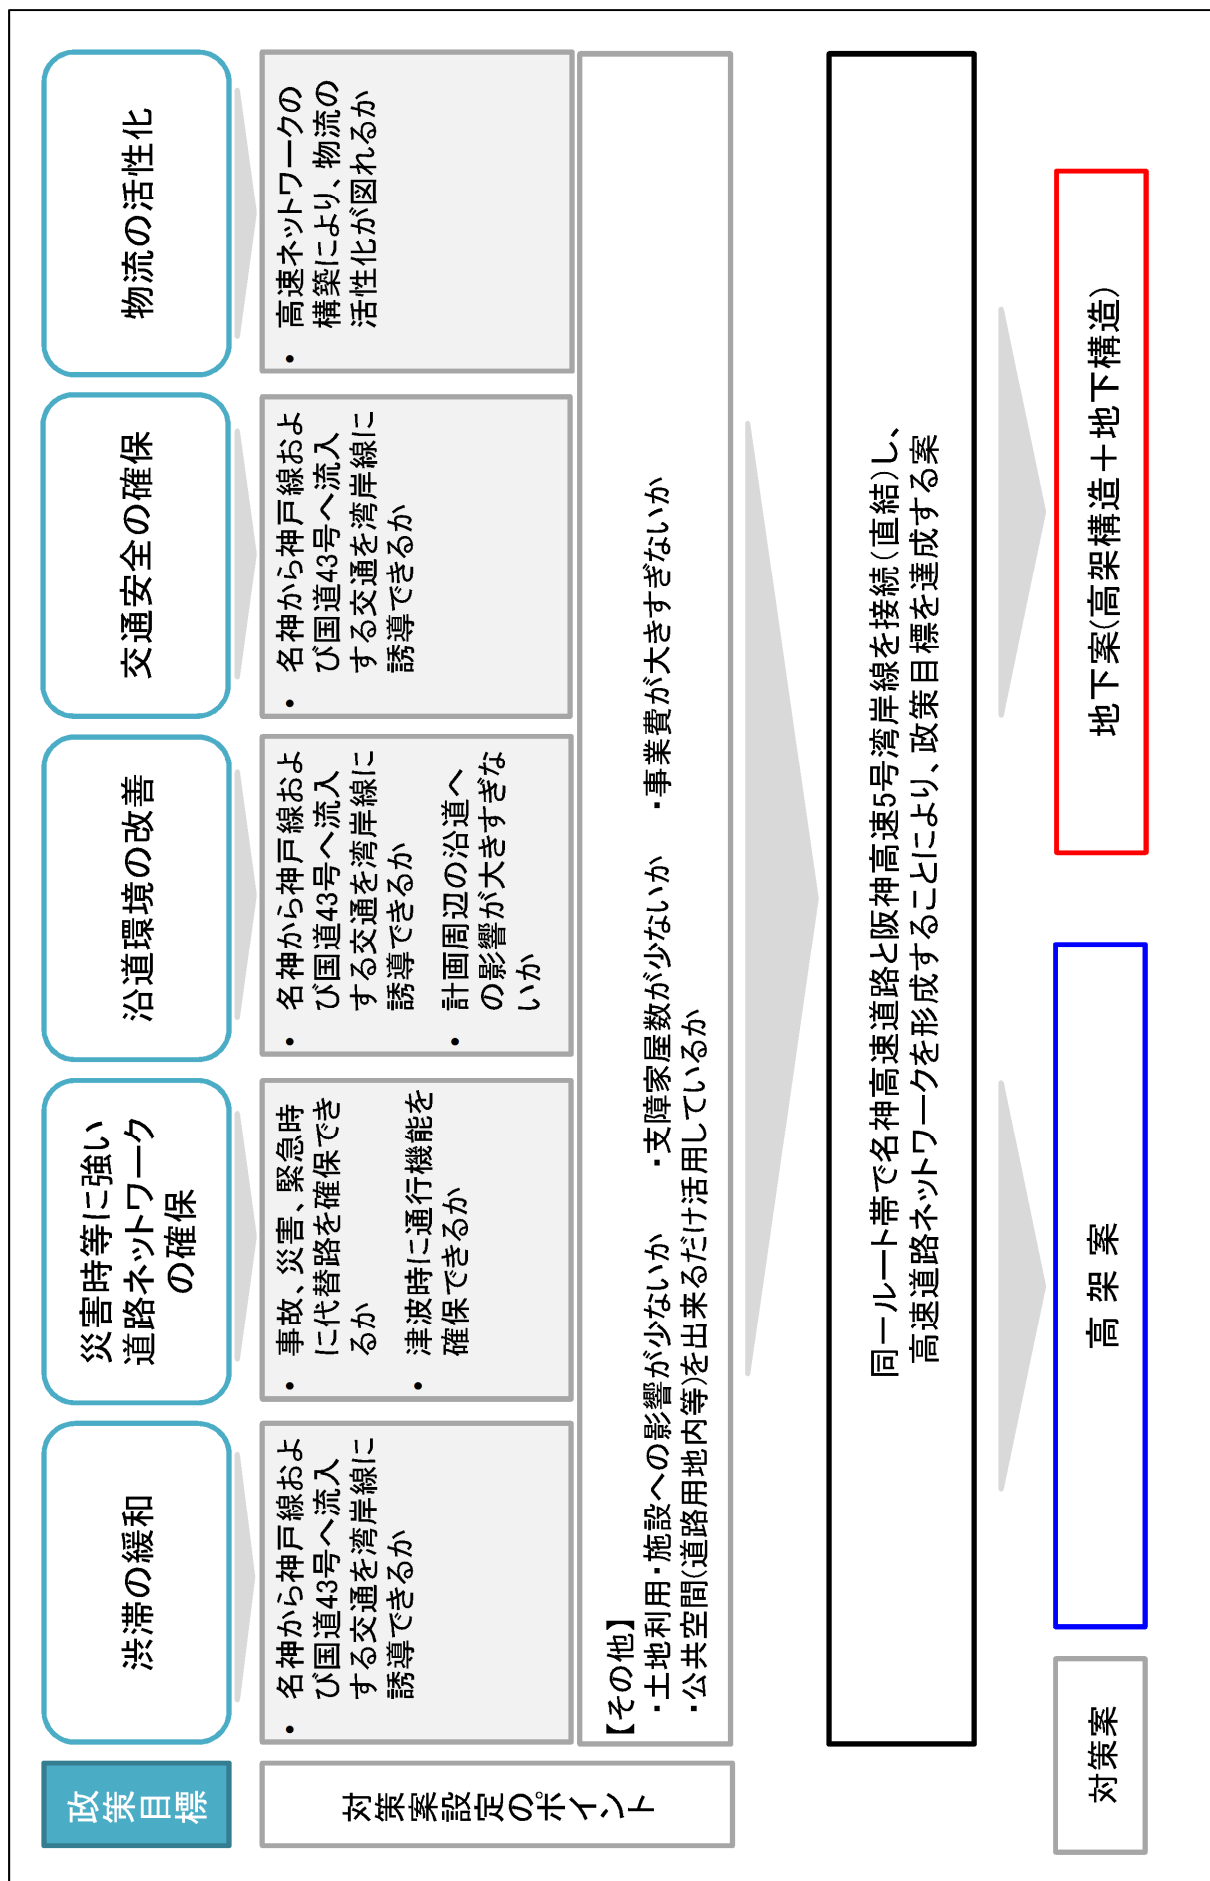 政策目標
渋滞の緩和
災害時等に強い
道路ネットワーク
の確保
沿道環境の改善
交通安全の確保
物流の活性化
対策案設定のポイント
• 名神から神戸線およ
び国道43号へ流入
する交通を湾岸線に
誘導できるか
• 事故、災害、緊急時
に代替路を確保でき
るか
• 津波時に通行機能を
確保できるか
• 名神から神戸線およ
び国道43号へ流入
する交通を湾岸線に
誘導できるか
• 計画周辺の沿道へ
の影響が大きすぎな
いか
• 名神から神戸線およ
び国道43号へ流入
する交通を湾岸線に
誘導できるか
• 高速ネットワークの
構築により、物流の
活性化が図れるか
【その他】
・土地利用・施設への影響が少ないか ・支障家屋数が少ないか ・事業費が大きすぎないか
・公共空間(道路用地内等)を出来るだけ活用しているか
同一ルート帯で名神高速道路と阪神高速5号湾岸線を接続(直結)し、
高速道路ネットワークを形成することにより、政策目標を達成する案
対策案
高架案
地下案(高架構造＋地下構造)